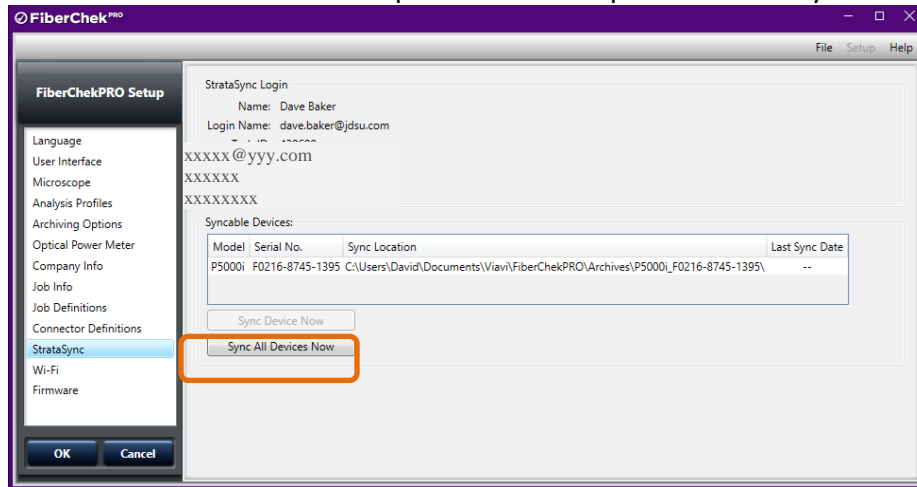 FiberChek PRO
File Setup Help
FiberChekPRO Setup
Language
User Interface
Microscope
Analysis Profiles
Archiving Options
Optical Power Meter
Company Info
Job Info
Job Definitions
Connector Definitions
StrataSync
Wi-Fi
Firmware
OK Cancel
StrataSync Login
Name: Dave Baker
Login Name: dave.baker@jdsu.com
xxxxx@yyy.com
xxxxxx
xxxxxxxx
Syncable Devices:
Model Serial No. Sync Location Last Sync Date
P5000i F0216-8745-1395 C:\Users\David\Documents\Viavi\FiberChekPRO\Archives\P5000i_F0216-8745-1395\ --
Sync Device Now
Sync All Devices Now